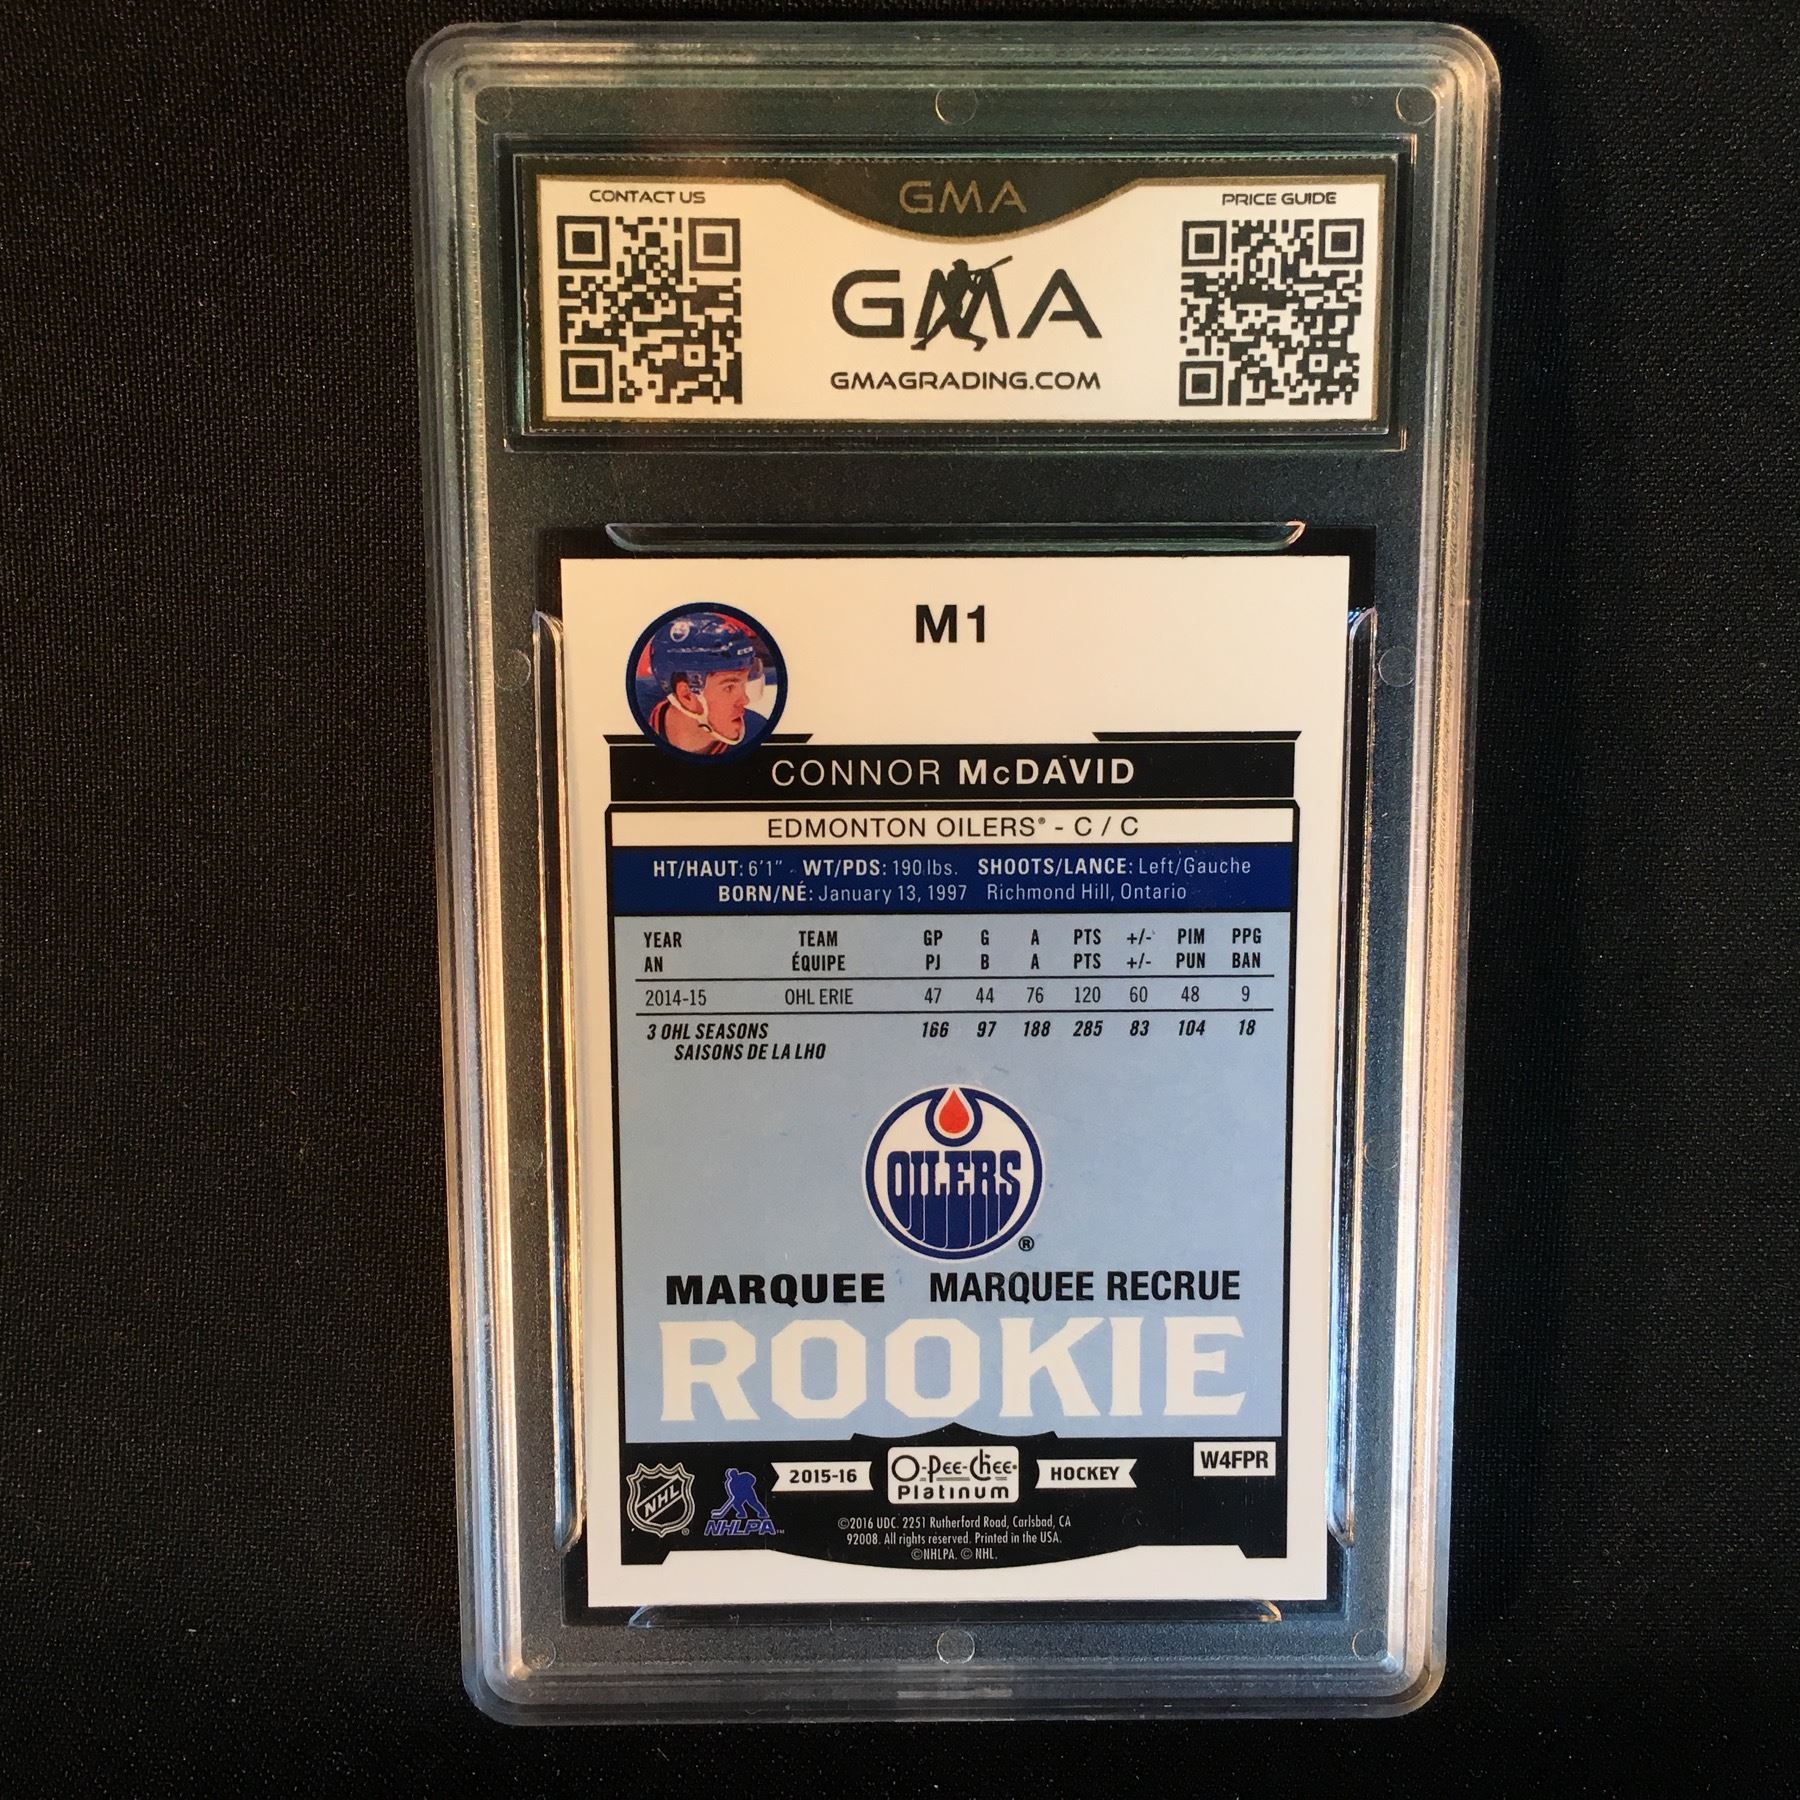 CONTACT US
GMA
PRICE GUIDE
GMA
GMAGRADING.COM
M1
CONNOR McDAVID
EDMONTON OILERS® - C / C
HT/HAUT: 6'1" - WT/PDS: 190 lbs. SHOOTS/LANCE: Left/Gauche
BORN/NÉ: January 13, 1997 Richmond Hill, Ontario
YEAR TEAM GP G A PTS +/- PIM PPG
AN ÉQUIPE PJ B A PTS +/- PUN BAN
2014-15 OHL ERIE 47 44 76 120 60 48 9
3 OHL SEASONS 166 97 188 285 83 104 18
SAISONS DE LA LHO
OILERS
®
MARQUEE MARQUEE RECRUE
ROOKIE
NHL
NHLPA™
2015-16
O-Pee-Chee®
Platinum
HOCKEY
W4FPR
©2016 UDC. 2251 Rutherford Road, Carlsbad, CA
92008. All rights reserved. Printed in the USA.
©NHLPA. © NHL.